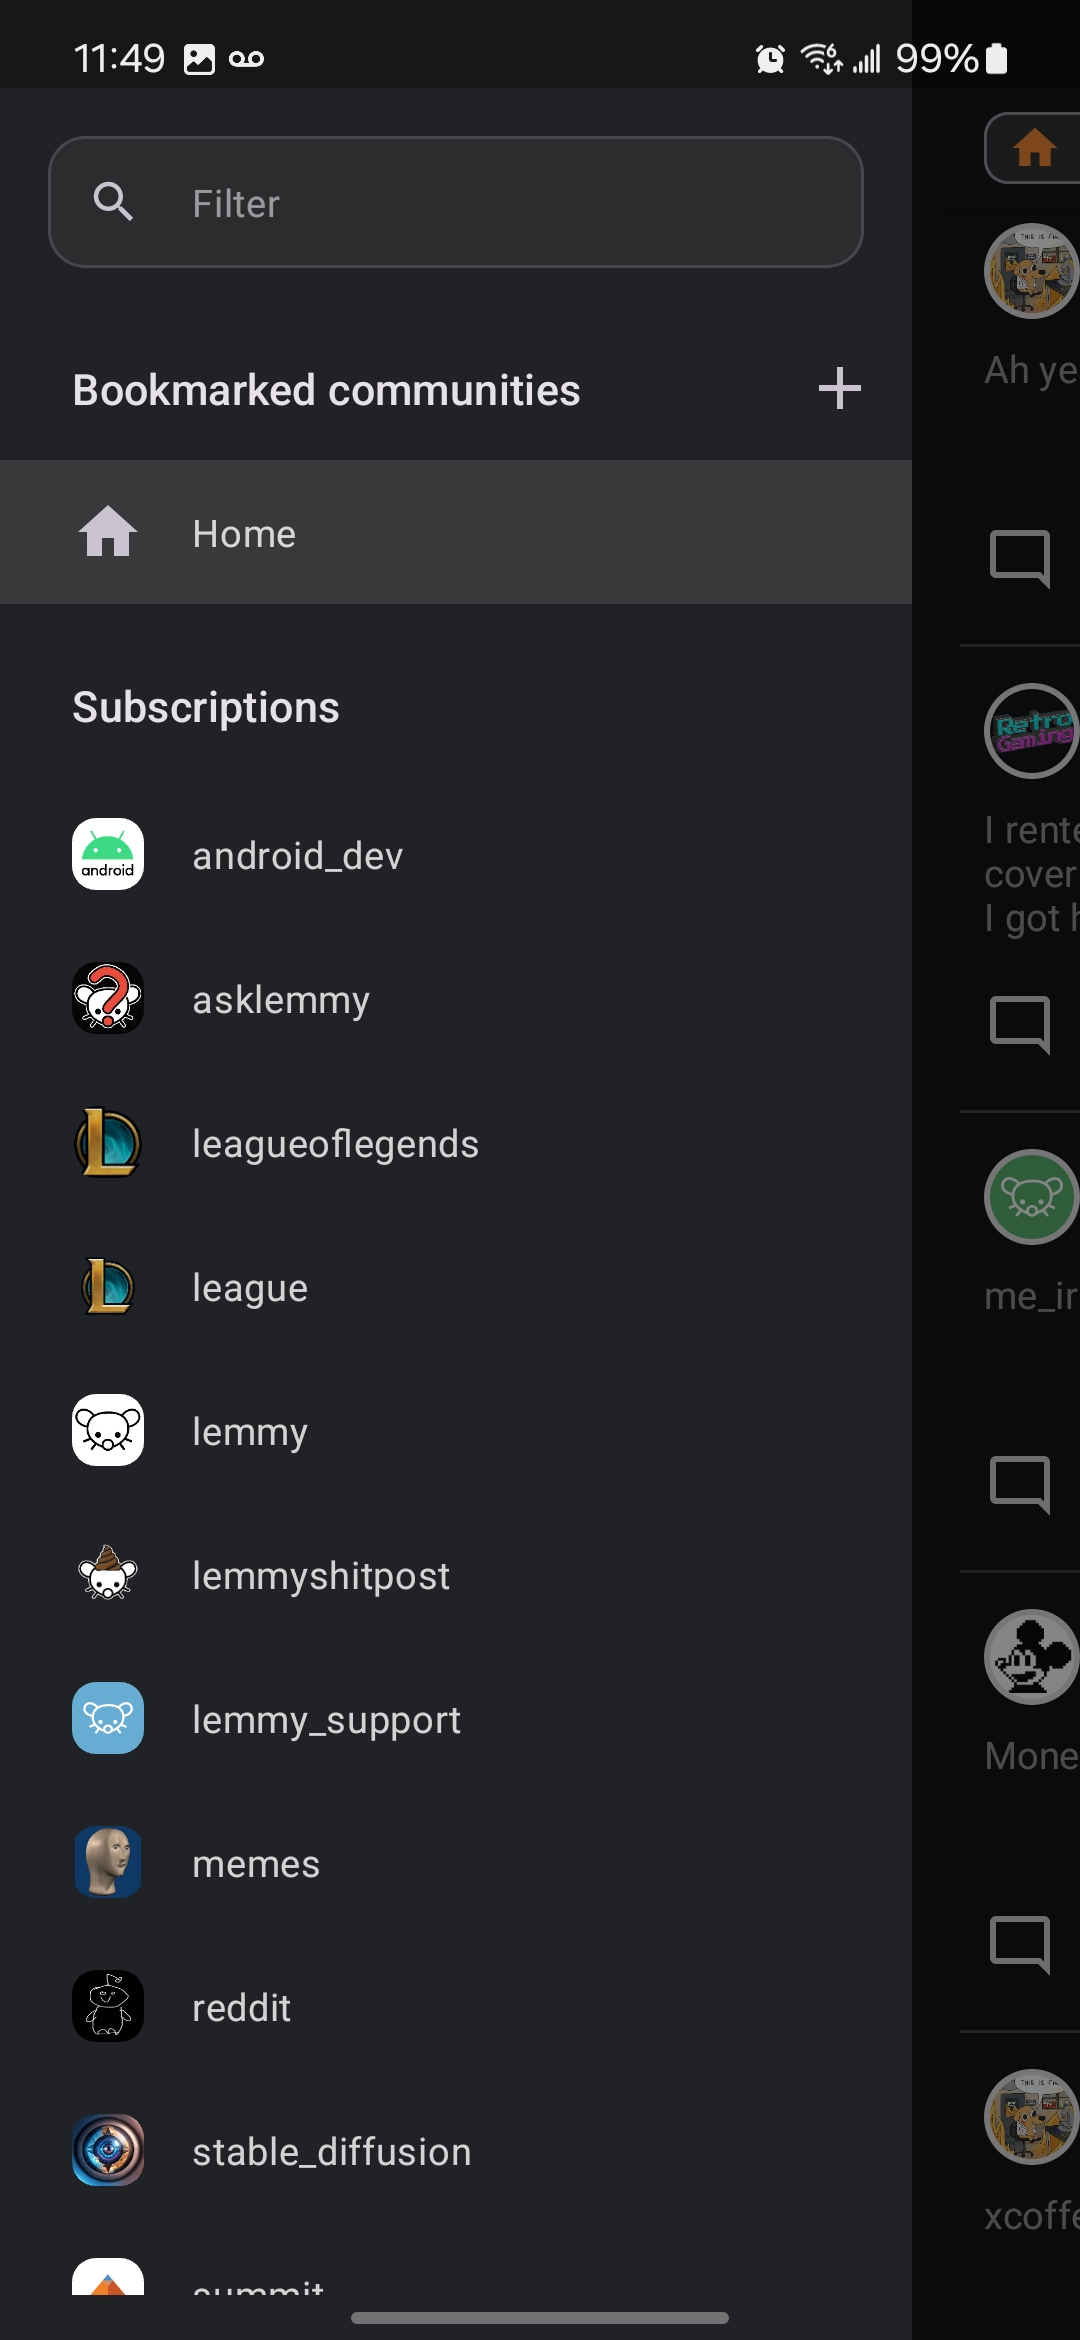 11:49
99%
Filter
Bookmarked communities
Home
Subscriptions
android
android_dev
asklemmy
leagueoflegends
league
lemmy
lemmyshitpost
lemmy_support
memes
reddit
stable_diffusion
summit
Ah ye
Retro
Gaming
I rente
cover
I got h
me_ir
Mone
xcoffe